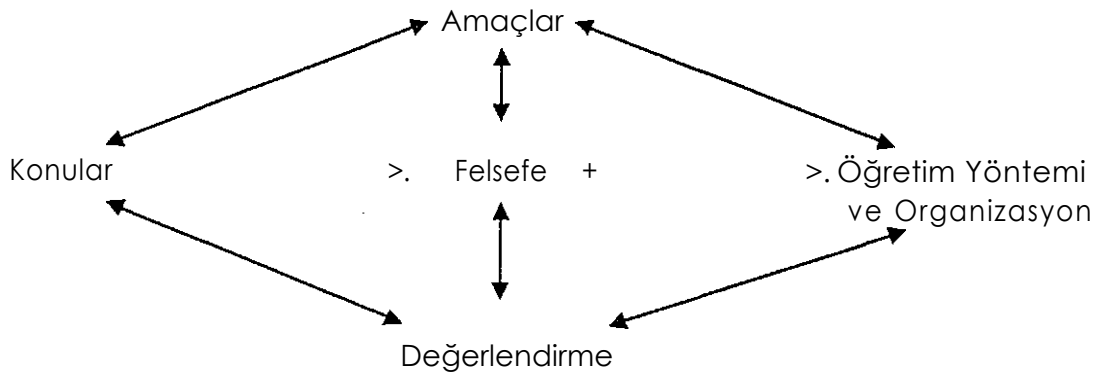 Amaçlar
Konular >. Felsefe + >. Öğretim Yöntemi
ve Organizasyon
Değerlendirme